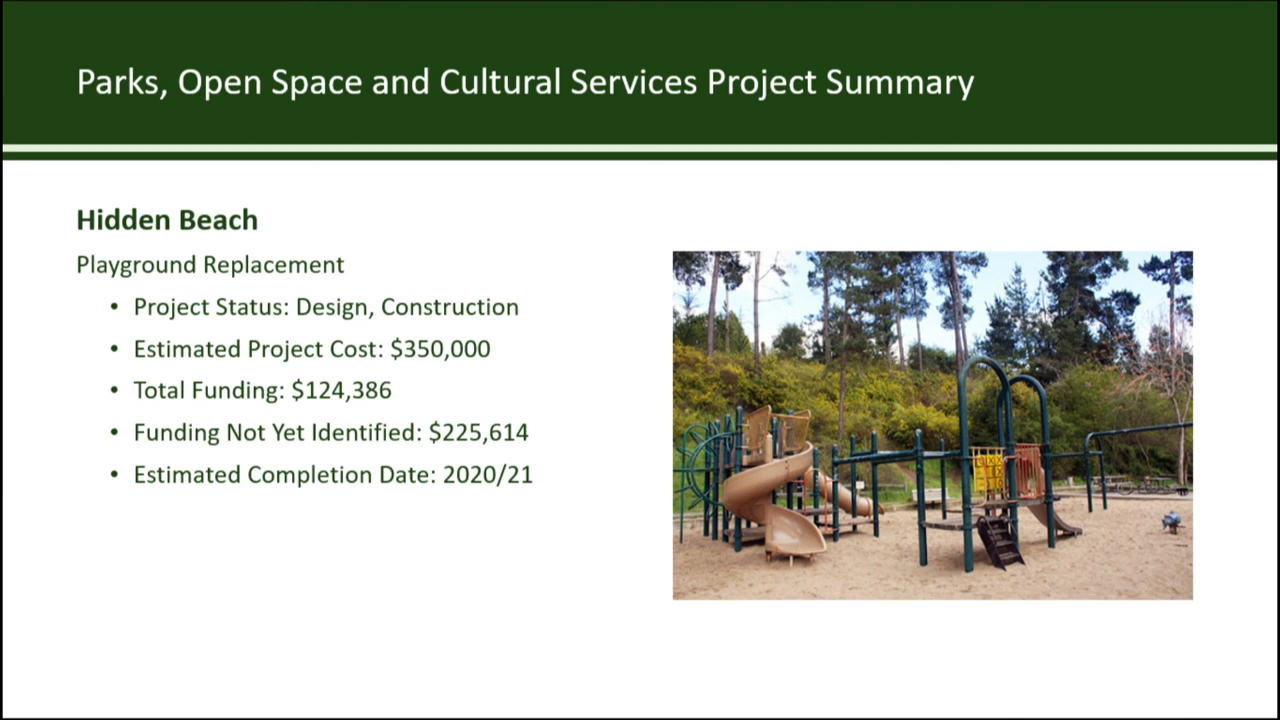 Parks, Open Space and Cultural Services Project Summary
Hidden Beach
Playground Replacement
• Project Status: Design, Construction
• Estimated Project Cost: $350,000
• Total Funding: $124,386
• Funding Not Yet Identified: $225,614
• Estimated Completion Date: 2020/21